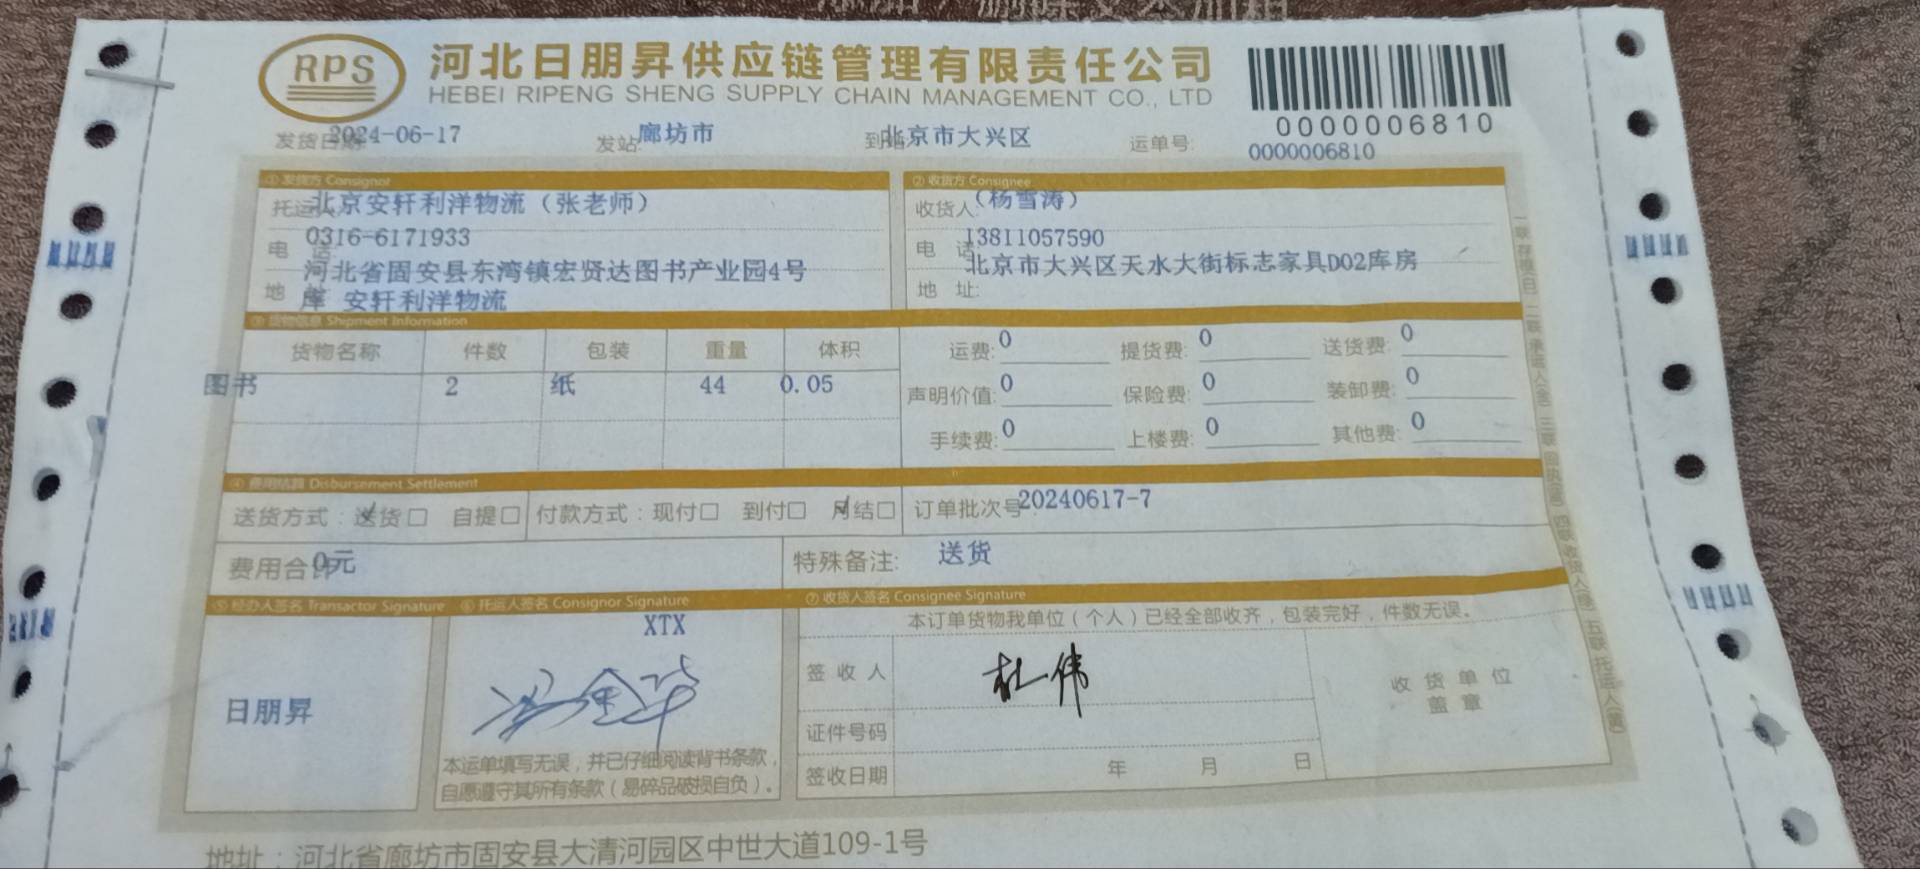 RPS 河北日朋昇供应链管理有限责任公司
HEBEI RIPENG SHENG SUPPLY CHAIN MANAGEMENT CO., LTD
0000006810
发货日期 2024-06-17 发站: 廊坊市 到站 北京市大兴区 运单号: 0000006810
① 发货方 Consignor ② 收货方 Consignee
托运人 北京安轩利洋物流（张老师） 收货人: （杨雪涛）
电 话 0316-6171933 电 话 13811057590
地 址 河北省固安县东湾镇宏贤达图书产业园4号
库 安轩利洋物流
地 址: 北京市大兴区天水大街标志家具D02库房
③ 货物信息 Shipment Information
货物名称 件数 包装 重量 体积 运费: 0 提货费: 0 送货费: 0
图书 2 纸 44 0.05 声明价值: 0 保险费: 0 装卸费: 0
手续费: 0 上楼费: 0 其他费: 0
④ 费用结算 Disbursement Settlement
送货方式：送货□ 自提□ 付款方式：现付□ 到付□ 月结□ 订单批次号 20240617-7
费用合计 0元 特殊备注: 送货
⑤ 经办人签名 Transactor Signature ⑥ 托运人签名 Consignor Signature ⑦ 收货人签名 Consignee Signature
XTX 本订单货物我单位（个人）已经全部收齐，包装完好，件数无误。
日朋昇
签 收 人 杜伟
收 货 单 位
盖 章
证件号码
本运单填写无误，并已仔细阅读背书条款，
自愿遵守其所有条款（易碎品破损自负）。
签收日期 年 月 日
地址：河北省廊坊市固安县大清河园区中世大道109-1号